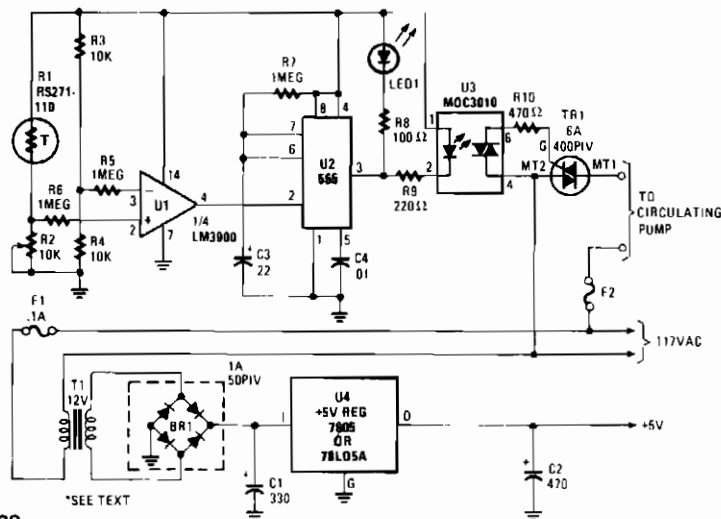 R1
RS271-
110
T
R3
10K
R5
1MEG
R6
1MEG
R2
10K
R4
10K
3
2
−
+
U1
14
4
7
1/4
LM3900
R7
1MEG
8
4
7
6
2
U2
555
3
1
5
C3
22
C4
.01
LED1
R8
100Ω
R9
220Ω
U3
MOC3010
1
2
6
4
R10
470Ω
TR1
6A
400PIV
G
MT2
MT1
TO
CIRCULATING
PUMP
F1
.1A
F2
117VAC
T1
12V
1A
50PIV
BR1
*SEE TEXT
+
C1
330
I
U4
+5V REG
7805
OR
78L05A
O
G
+
C2
470
+5V